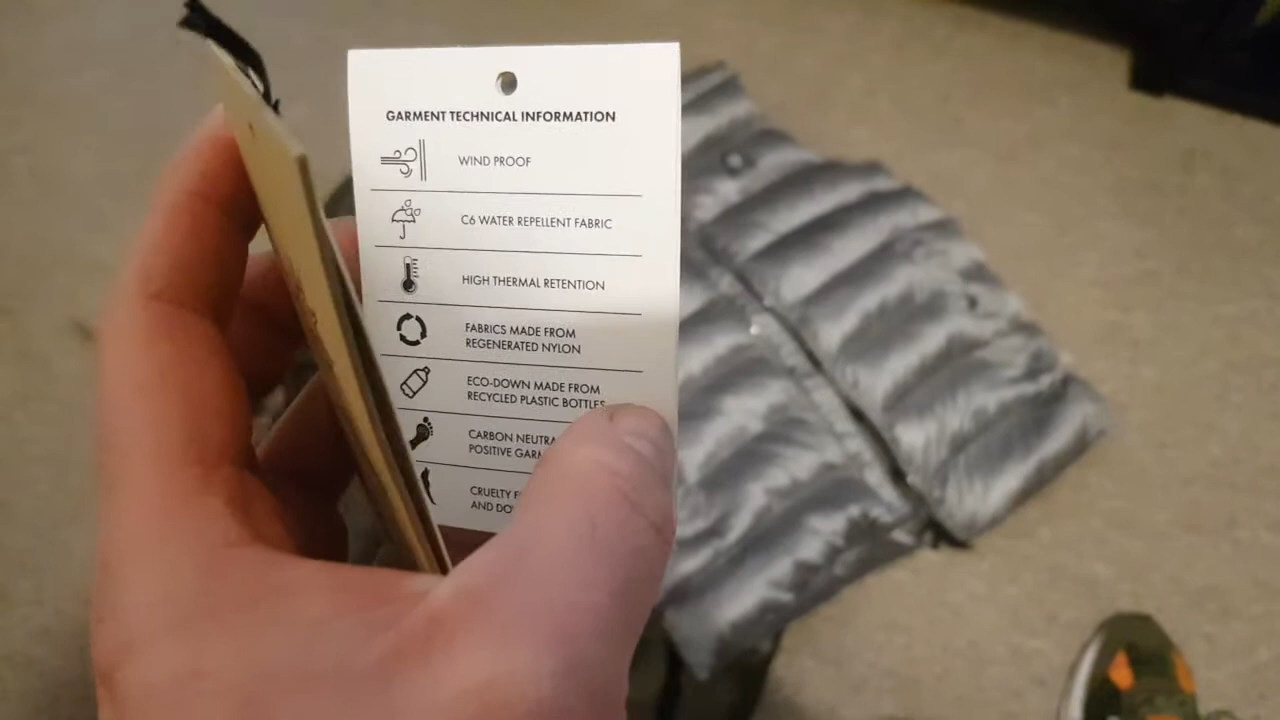 GARMENT TECHNICAL INFORMATION
WIND PROOF
C6 WATER REPELLENT FABRIC
HIGH THERMAL RETENTION
FABRICS MADE FROM
REGENERATED NYLON
ECO-DOWN MADE FROM
RECYCLED PLASTIC BOTTLES
CARBON
POSITIVE
CRUELTY
AND